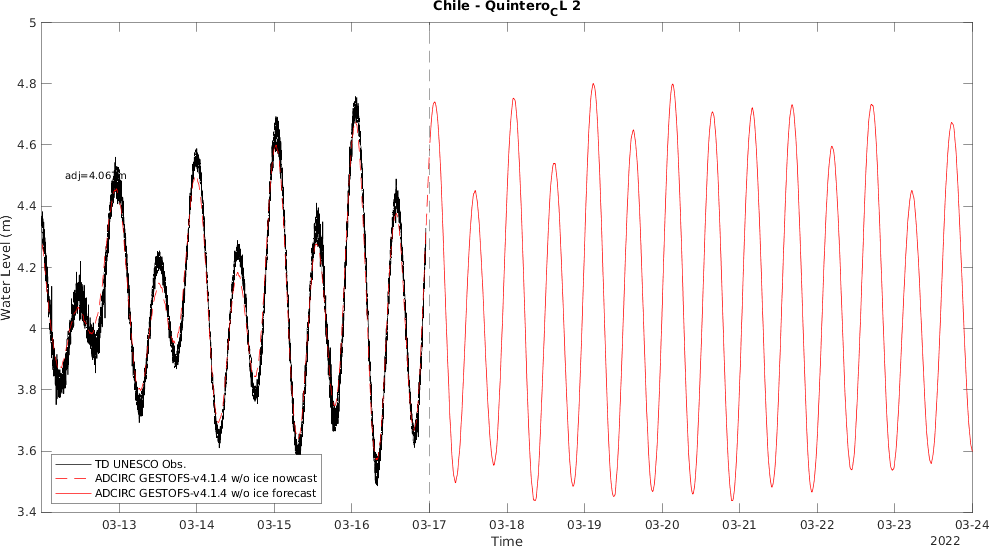 Chile - Quintero_CL 2
5
4.8
4.6
4.4
4.2
4
3.8
3.6
3.4
Water Level (m)
adj=4.067m
TD UNESCO Obs.
ADCIRC GESTOFS-v4.1.4 w/o ice nowcast
ADCIRC GESTOFS-v4.1.4 w/o ice forecast
03-13 03-14 03-15 03-16 03-17 03-18 03-19 03-20 03-21 03-22 03-23 03-24
Time
2022